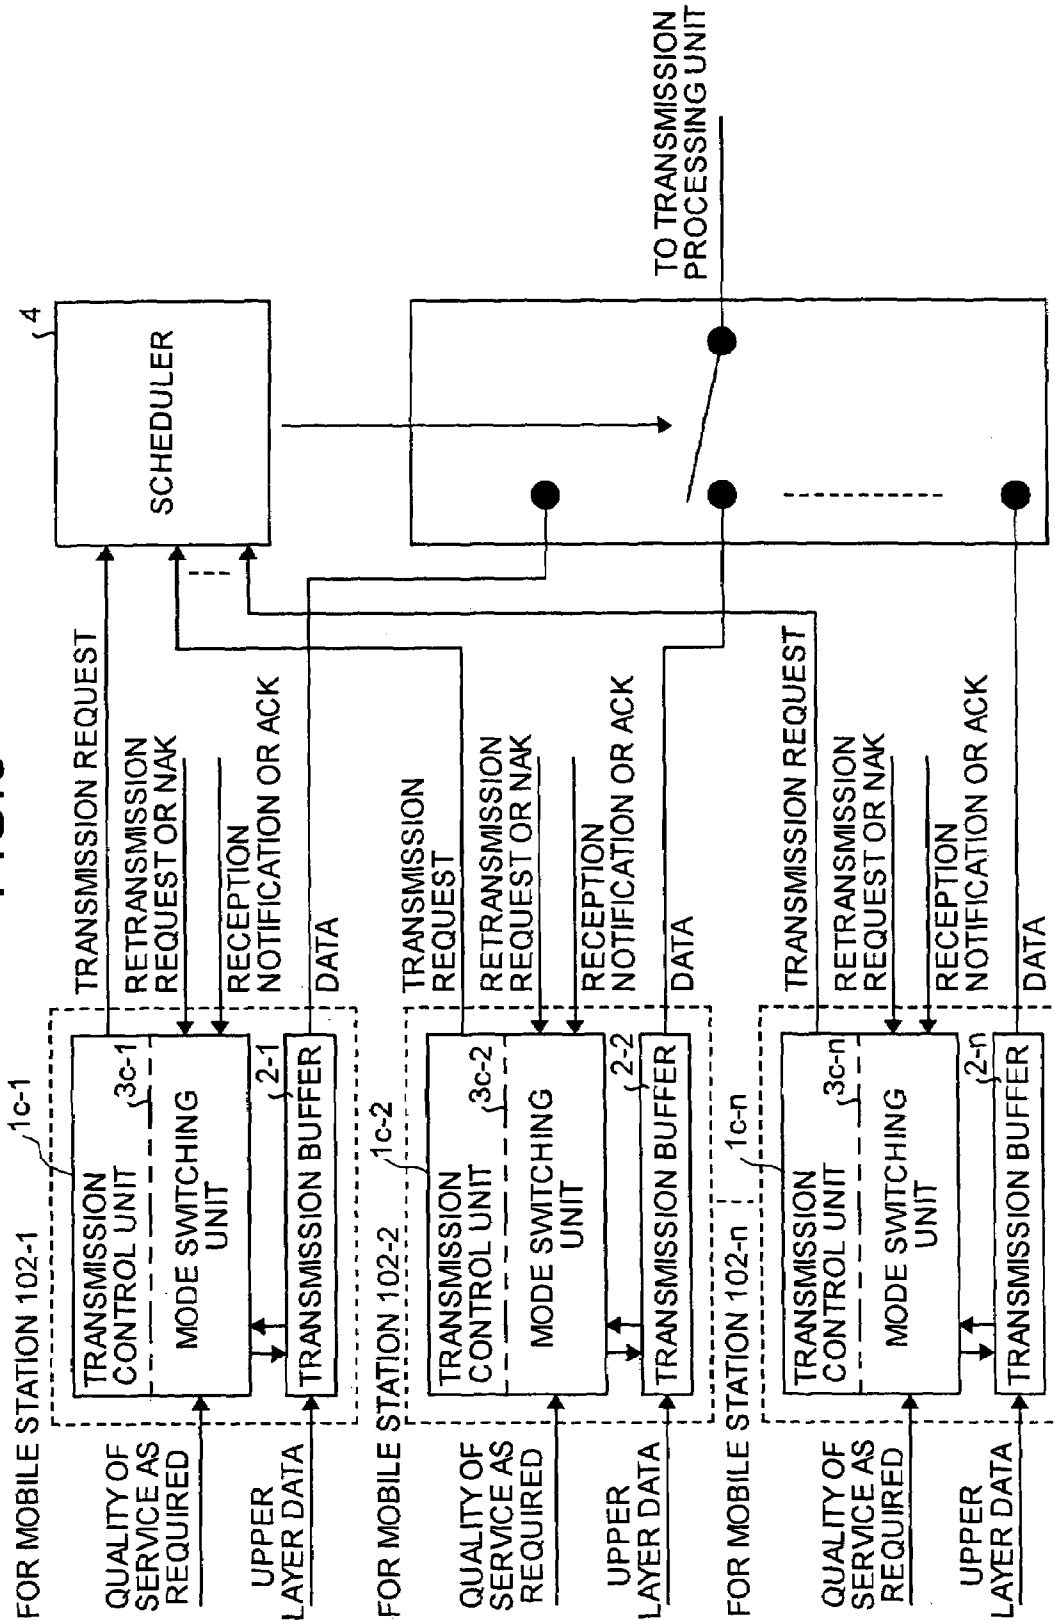 FOR MOBILE STATION 102-1
1c-1
QUALITY OF
SERVICE AS
REQUIRED
UPPER
LAYER DATA
TRANSMISSION
CONTROL UNIT
3c-1
MODE SWITCHING
UNIT
2-1
TRANSMISSION BUFFER
TRANSMISSION REQUEST
RETRANSMISSION
REQUEST OR NAK
RECEPTION
NOTIFICATION OR ACK
DATA
4
SCHEDULER
FOR MOBILE STATION 102-2
1c-2
QUALITY OF
SERVICE AS
REQUIRED
UPPER
LAYER DATA
TRANSMISSION
CONTROL UNIT
3c-2
MODE SWITCHING
UNIT
2-2
TRANSMISSION BUFFER
TRANSMISSION
REQUEST
RETRANSMISSION
REQUEST OR NAK
RECEPTION
NOTIFICATION OR ACK
DATA
TO TRANSMISSION
PROCESSING UNIT
FOR MOBILE STATION 102-n
1c-n
QUALITY OF
SERVICE AS
REQUIRED
UPPER
LAYER DATA
TRANSMISSION
CONTROL UNIT
3c-n
MODE SWITCHING
UNIT
2-n
TRANSMISSION BUFFER
TRANSMISSION REQUEST
RETRANSMISSION
REQUEST OR NAK
RECEPTION
NOTIFICATION OR ACK
DATA